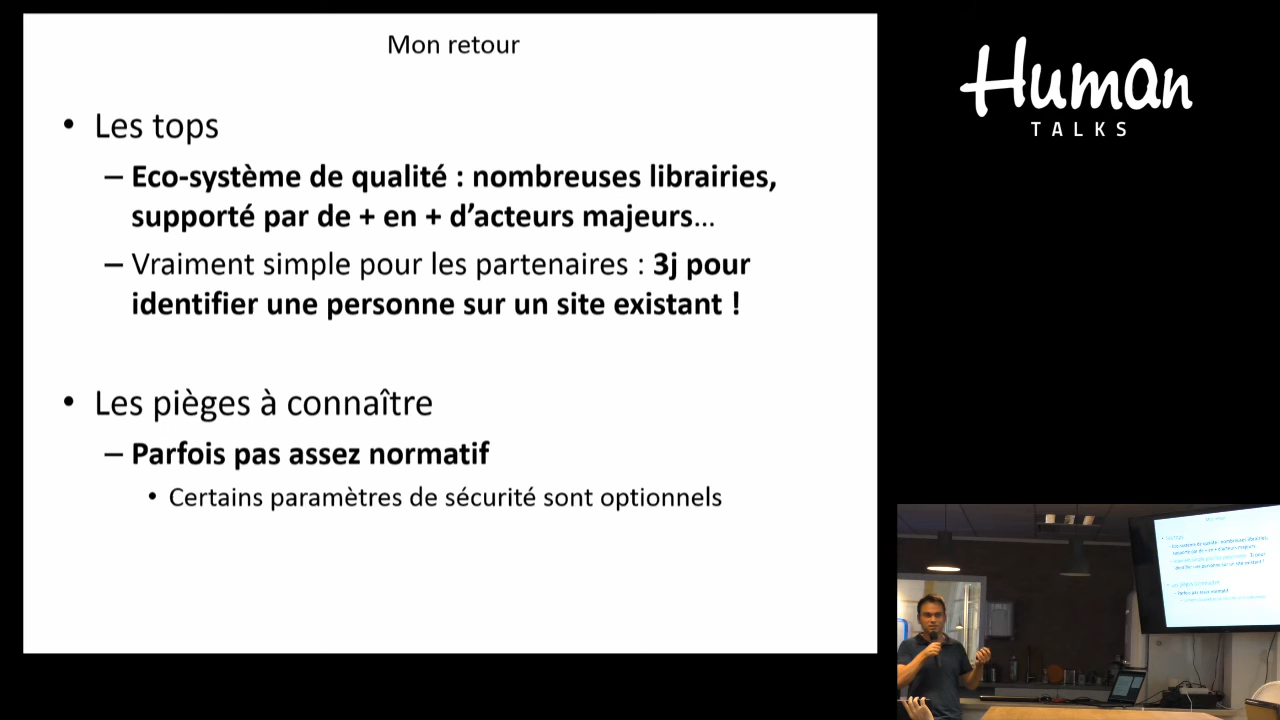 Mon retour
• Les tops
– Eco-système de qualité : nombreuses librairies,
supporté par de + en + d’acteurs majeurs…
– Vraiment simple pour les partenaires : 3j pour
identifier une personne sur un site existant !
• Les pièges à connaître
– Parfois pas assez normatif
• Certains paramètres de sécurité sont optionnels
Human
TALKS